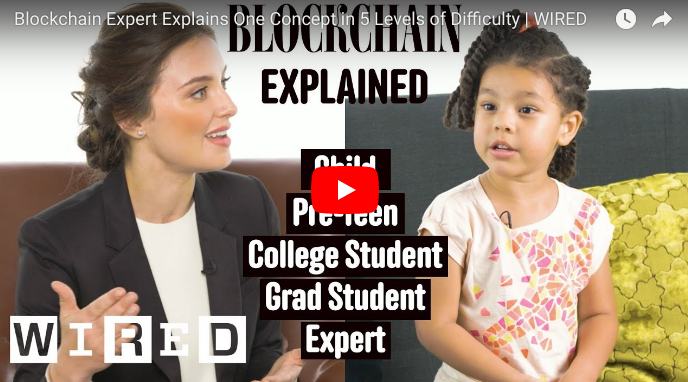 Blockchain Expert Explains One Concept in 5 Levels of Difficulty | WIRED
BLOCKCHAIN
EXPLAINED
Child
Pre-Teen
College Student
Grad Student
Expert
WIRED